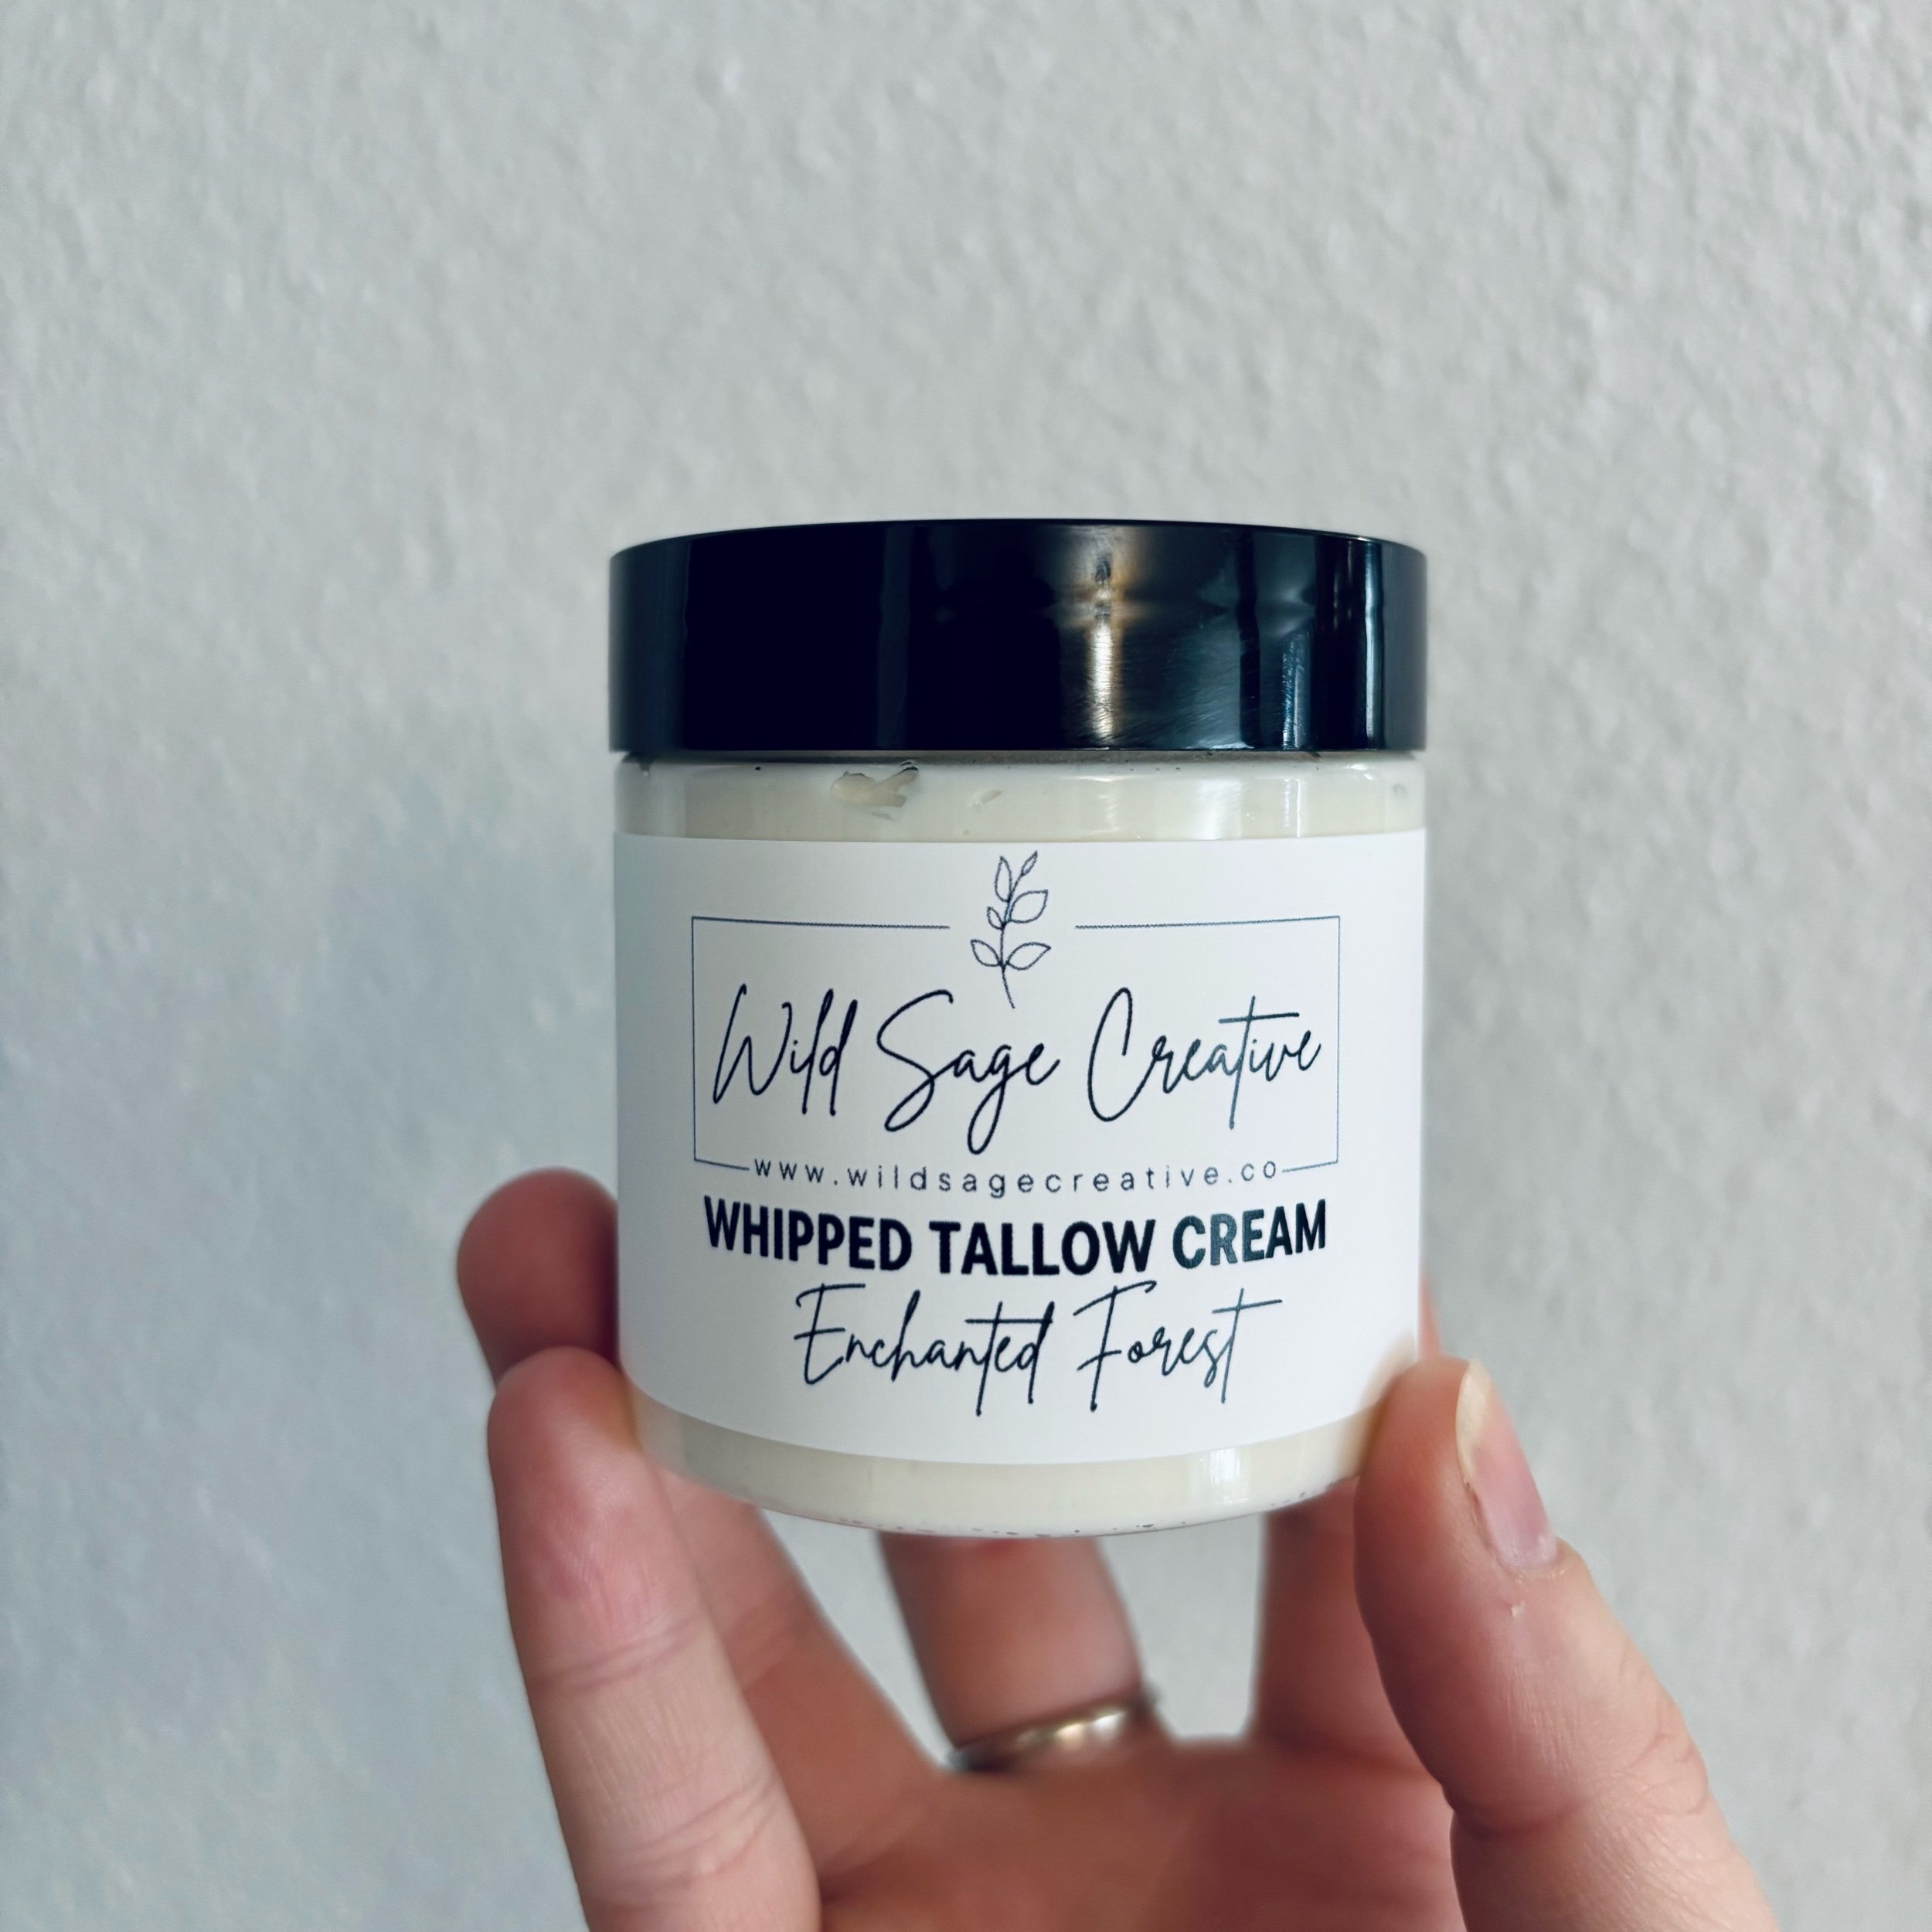 Wild Sage Creative
www.wildsagecreative.co
WHIPPED TALLOW CREAM
Enchanted Forest